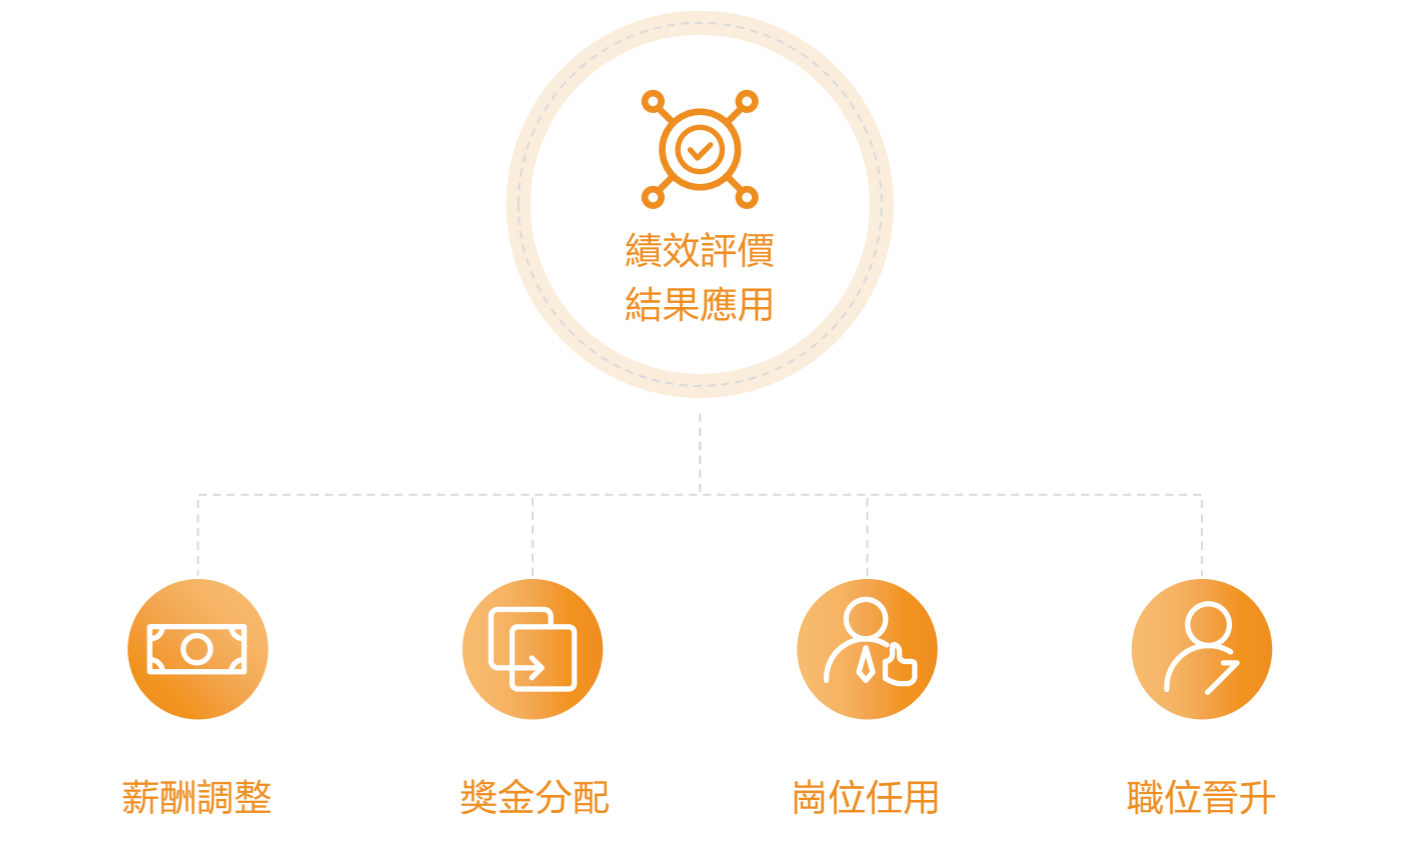 績效評價
結果應用
薪酬調整
獎金分配
崗位任用
職位晉升